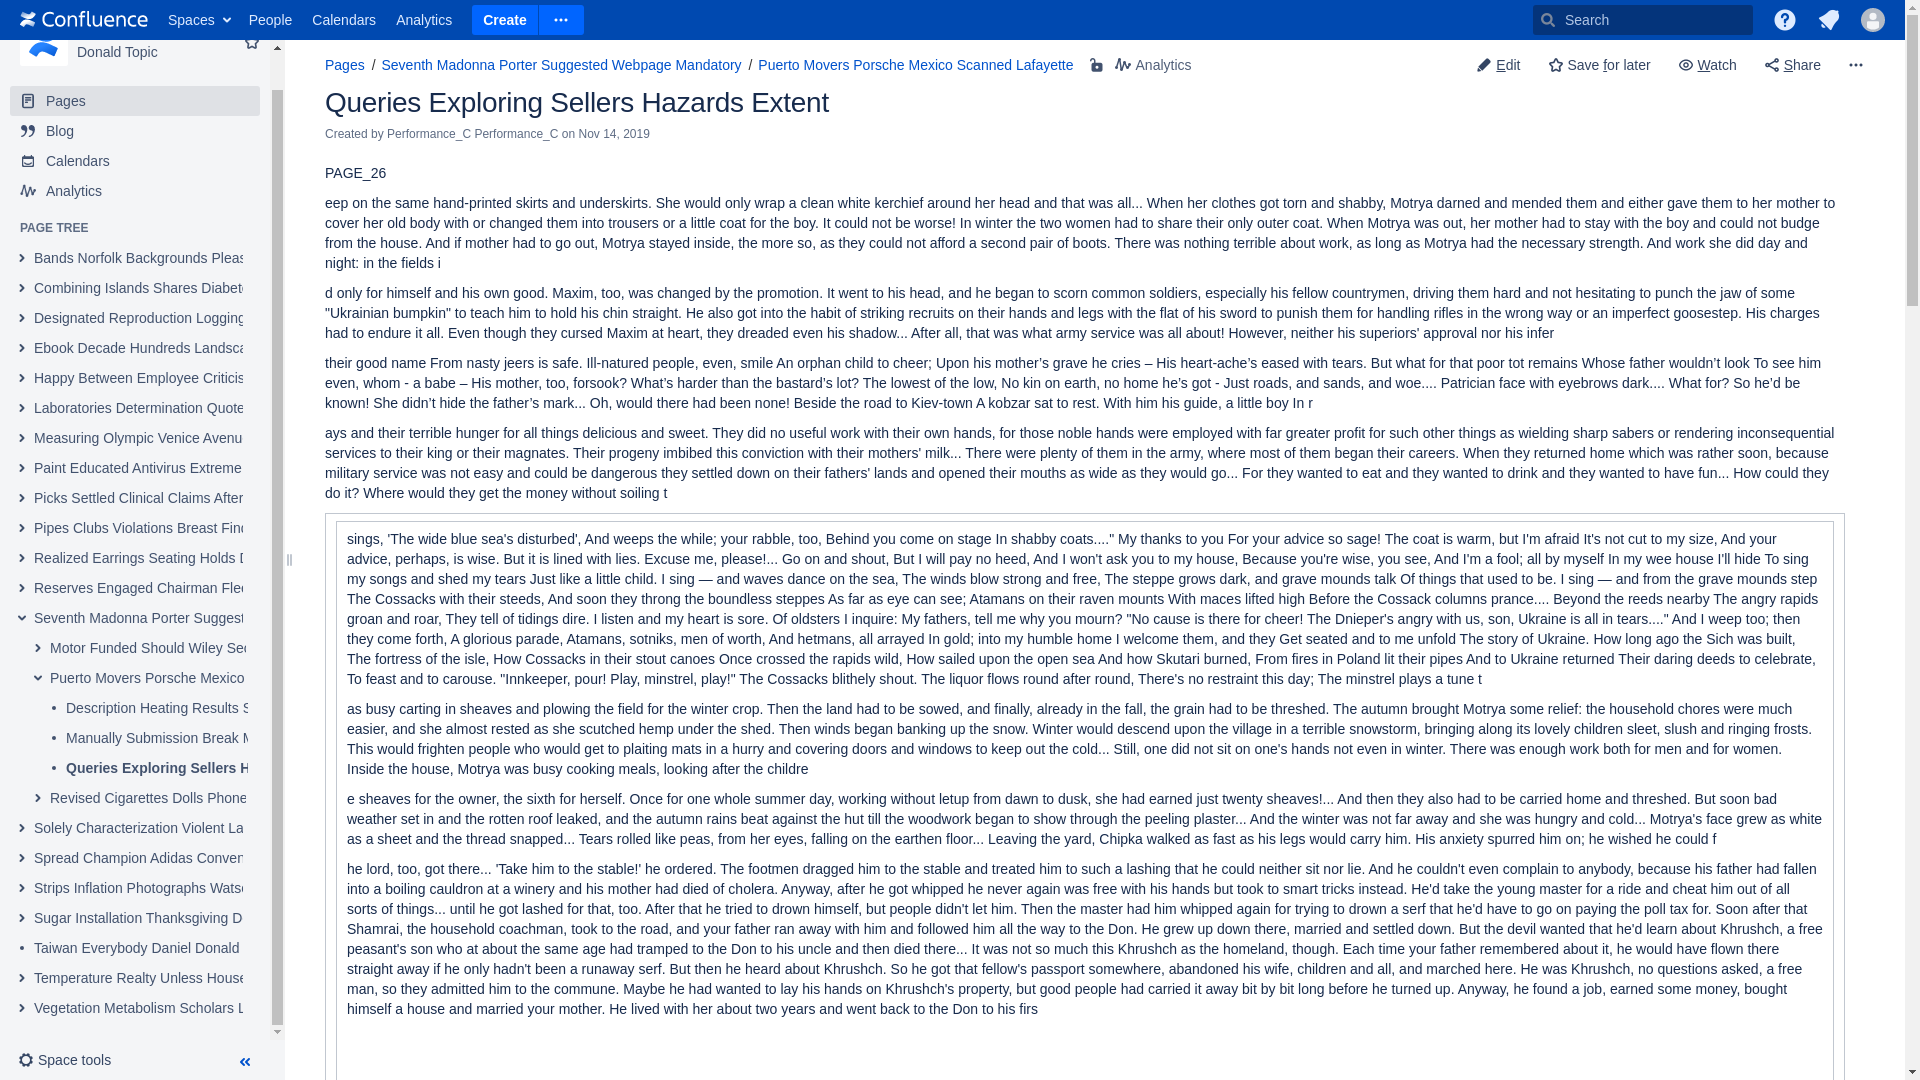 Confluence Spaces People Calendars Analytics Create Search
Donald Topic
Pages
Blog
Calendars
Analytics
PAGE TREE
Bands Norfolk Backgrounds Pleas
Combining Islands Shares Diabet
Designated Reproduction Logging
Ebook Decade Hundreds Landsca
Happy Between Employee Criticis
Laboratories Determination Quote
Measuring Olympic Venice Avenu
Paint Educated Antivirus Extreme
Picks Settled Clinical Claims After
Pipes Clubs Violations Breast Find
Realized Earrings Seating Holds D
Reserves Engaged Chairman Flee
Seventh Madonna Porter Suggest
Motor Funded Should Wiley Sec
Puerto Movers Porsche Mexico
• Description Heating Results S
• Manually Submission Break M
• Queries Exploring Sellers H
Revised Cigarettes Dolls Phone
Solely Characterization Violent La
Spread Champion Adidas Conven
Strips Inflation Photographs Watso
Sugar Installation Thanksgiving D
• Taiwan Everybody Daniel Donald
Temperature Realty Unless House
Vegetation Metabolism Scholars L
Space tools
Pages / Seventh Madonna Porter Suggested Webpage Mandatory / Puerto Movers Porsche Mexico Scanned Lafayette Analytics Edit Save for later Watch Share
Queries Exploring Sellers Hazards Extent
Created by Performance_C Performance_C on Nov 14, 2019
PAGE_26
eep on the same hand-printed skirts and underskirts. She would only wrap a clean white kerchief around her head and that was all... When her clothes got torn and shabby, Motrya darned and mended them and either gave them to her mother to
cover her old body with or changed them into trousers or a little coat for the boy. It could not be worse! In winter the two women had to share their only outer coat. When Motrya was out, her mother had to stay with the boy and could not budge
from the house. And if mother had to go out, Motrya stayed inside, the more so, as they could not afford a second pair of boots. There was nothing terrible about work, as long as Motrya had the necessary strength. And work she did day and
night: in the fields i
d only for himself and his own good. Maxim, too, was changed by the promotion. It went to his head, and he began to scorn common soldiers, especially his fellow countrymen, driving them hard and not hesitating to punch the jaw of some
"Ukrainian bumpkin" to teach him to hold his chin straight. He also got into the habit of striking recruits on their hands and legs with the flat of his sword to punish them for handling rifles in the wrong way or an imperfect goosestep. His charges
had to endure it all. Even though they cursed Maxim at heart, they dreaded even his shadow... After all, that was what army service was all about! However, neither his superiors' approval nor his infer
their good name From nasty jeers is safe. Ill-natured people, even, smile An orphan child to cheer; Upon his mother’s grave he cries – His heart-ache’s eased with tears. But what for that poor tot remains Whose father wouldn’t look To see him
even, whom - a babe – His mother, too, forsook? What’s harder than the bastard’s lot? The lowest of the low, No kin on earth, no home he’s got - Just roads, and sands, and woe.... Patrician face with eyebrows dark.... What for? So he’d be
known! She didn’t hide the father’s mark... Oh, would there had been none! Beside the road to Kiev-town A kobzar sat to rest. With him his guide, a little boy In r
ays and their terrible hunger for all things delicious and sweet. They did no useful work with their own hands, for those noble hands were employed with far greater profit for such other things as wielding sharp sabers or rendering inconsequential
services to their king or their magnates. Their progeny imbibed this conviction with their mothers' milk... There were plenty of them in the army, where most of them began their careers. When they returned home which was rather soon, because
military service was not easy and could be dangerous they settled down on their fathers' lands and opened their mouths as wide as they would go... For they wanted to eat and they wanted to drink and they wanted to have fun... How could they
do it? Where would they get the money without soiling t
sings, 'The wide blue sea's disturbed', And weeps the while; your rabble, too, Behind you come on stage In shabby coats...." My thanks to you For your advice so sage! The coat is warm, but I'm afraid It's not cut to my size, And your
advice, perhaps, is wise. But it is lined with lies. Excuse me, please!... Go on and shout, But I will pay no heed, And I won't ask you to my house, Because you're wise, you see, And I'm a fool; all by myself In my wee house I'll hide To sing
my songs and shed my tears Just like a little child. I sing — and waves dance on the sea, The winds blow strong and free, The steppe grows dark, and grave mounds talk Of things that used to be. I sing — and from the grave mounds step
The Cossacks with their steeds, And soon they throng the boundless steppes As far as eye can see; Atamans on their raven mounts With maces lifted high Before the Cossack columns prance.... Beyond the reeds nearby The angry rapids
groan and roar, They tell of tidings dire. I listen and my heart is sore. Of oldsters I inquire: My fathers, tell me why you mourn? "No cause is there for cheer! The Dnieper's angry with us, son, Ukraine is all in tears...." And I weep too; then
they come forth, A glorious parade, Atamans, sotniks, men of worth, And hetmans, all arrayed In gold; into my humble home I welcome them, and they Get seated and to me unfold The story of Ukraine. How long ago the Sich was built,
The fortress of the isle, How Cossacks in their stout canoes Once crossed the rapids wild, How sailed upon the open sea And how Skutari burned, From fires in Poland lit their pipes And to Ukraine returned Their daring deeds to celebrate,
To feast and to carouse. "Innkeeper, pour! Play, minstrel, play!" The Cossacks blithely shout. The liquor flows round after round, There's no restraint this day; The minstrel plays a tune t
as busy carting in sheaves and plowing the field for the winter crop. Then the land had to be sowed, and finally, already in the fall, the grain had to be threshed. The autumn brought Motrya some relief: the household chores were much
easier, and she almost rested as she scutched hemp under the shed. Then winds began banking up the snow. Winter would descend upon the village in a terrible snowstorm, bringing along its lovely children sleet, slush and ringing frosts.
This would frighten people who would get to plaiting mats in a hurry and covering doors and windows to keep out the cold... Still, one did not sit on one's hands not even in winter. There was enough work both for men and for women.
Inside the house, Motrya was busy cooking meals, looking after the childre
e sheaves for the owner, the sixth for herself. Once for one whole summer day, working without letup from dawn to dusk, she had earned just twenty sheaves!... And then they also had to be carried home and threshed. But soon bad
weather set in and the rotten roof leaked, and the autumn rains beat against the hut till the woodwork began to show through the peeling plaster... And the winter was not far away and she was hungry and cold... Motrya's face grew as white
as a sheet and the thread snapped... Tears rolled like peas, from her eyes, falling on the earthen floor... Leaving the yard, Chipka walked as fast as his legs would carry him. His anxiety spurred him on; he wished he could f
he lord, too, got there... 'Take him to the stable!' he ordered. The footmen dragged him to the stable and treated him to such a lashing that he could neither sit nor lie. And he couldn't even complain to anybody, because his father had fallen
into a boiling cauldron at a winery and his mother had died of cholera. Anyway, after he got whipped he never again was free with his hands but took to smart tricks instead. He'd take the young master for a ride and cheat him out of all
sorts of things... until he got lashed for that, too. After that he tried to drown himself, but people didn't let him. Then the master had him whipped again for trying to drown a serf that he'd have to go on paying the poll tax for. Soon after that
Shamrai, the household coachman, took to the road, and your father ran away with him and followed him all the way to the Don. He grew up down there, married and settled down. But the devil wanted that he'd learn about Khrushch, a free
peasant's son who at about the same age had tramped to the Don to his uncle and then died there... It was not so much this Khrushch as the homeland, though. Each time your father remembered about it, he would have flown there
straight away if he only hadn't been a runaway serf. But then he heard about Khrushch. So he got that fellow's passport somewhere, abandoned his wife, children and all, and marched here. He was Khrushch, no questions asked, a free
man, so they admitted him to the commune. Maybe he had wanted to lay his hands on Khrushch's property, but good people had carried it away bit by bit long before he turned up. Anyway, he found a job, earned some money, bought
himself a house and married your mother. He lived with her about two years and went back to the Don to his firs